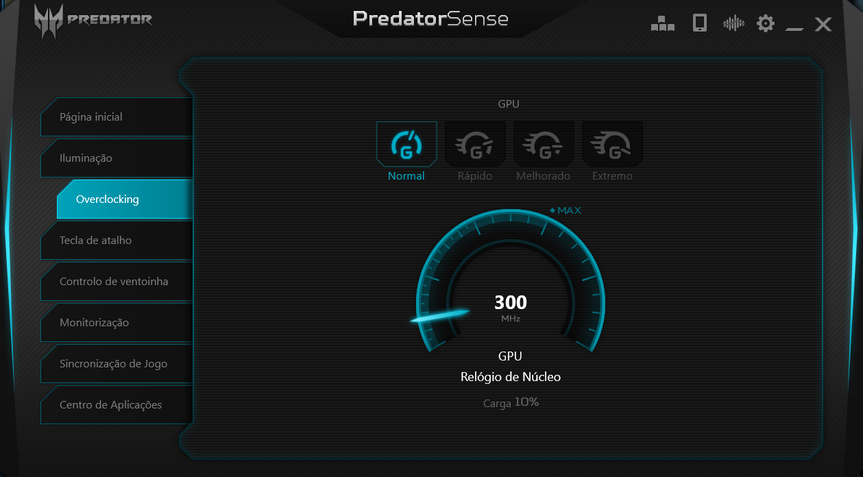 PREDATOR
PredatorSense
Página inicial
Iluminação
Overclocking
Tecla de atalho
Controlo de ventoinha
Monitorização
Sincronização de Jogo
Centro de Aplicações
GPU
Normal
Rápido
Melhorado
Extremo
MAX
300
MHz
GPU
Relógio de Núcleo
Carga 10%